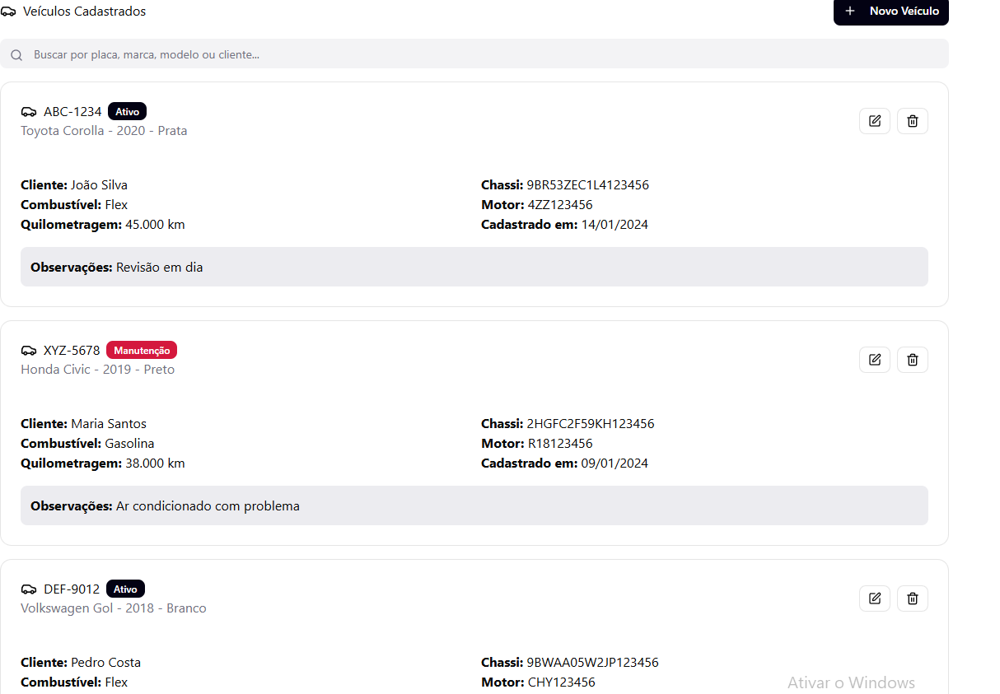 Veículos Cadastrados
Novo Veículo
Buscar por placa, marca, modelo ou cliente...
ABC-1234 Ativo
Toyota Corolla - 2020 - Prata
Cliente: João Silva
Combustível: Flex
Quilometragem: 45.000 km
Chassi: 9BR53ZEC1L4123456
Motor: 4ZZ123456
Cadastrado em: 14/01/2024
Observações: Revisão em dia
XYZ-5678 Manutenção
Honda Civic - 2019 - Preto
Cliente: Maria Santos
Combustível: Gasolina
Quilometragem: 38.000 km
Chassi: 2HGFC2F59KH123456
Motor: R18123456
Cadastrado em: 09/01/2024
Observações: Ar condicionado com problema
DEF-9012 Ativo
Volkswagen Gol - 2018 - Branco
Cliente: Pedro Costa
Combustível: Flex
Chassi: 9BWAA05W2JP123456
Motor: CHY123456
Ativar o Windows